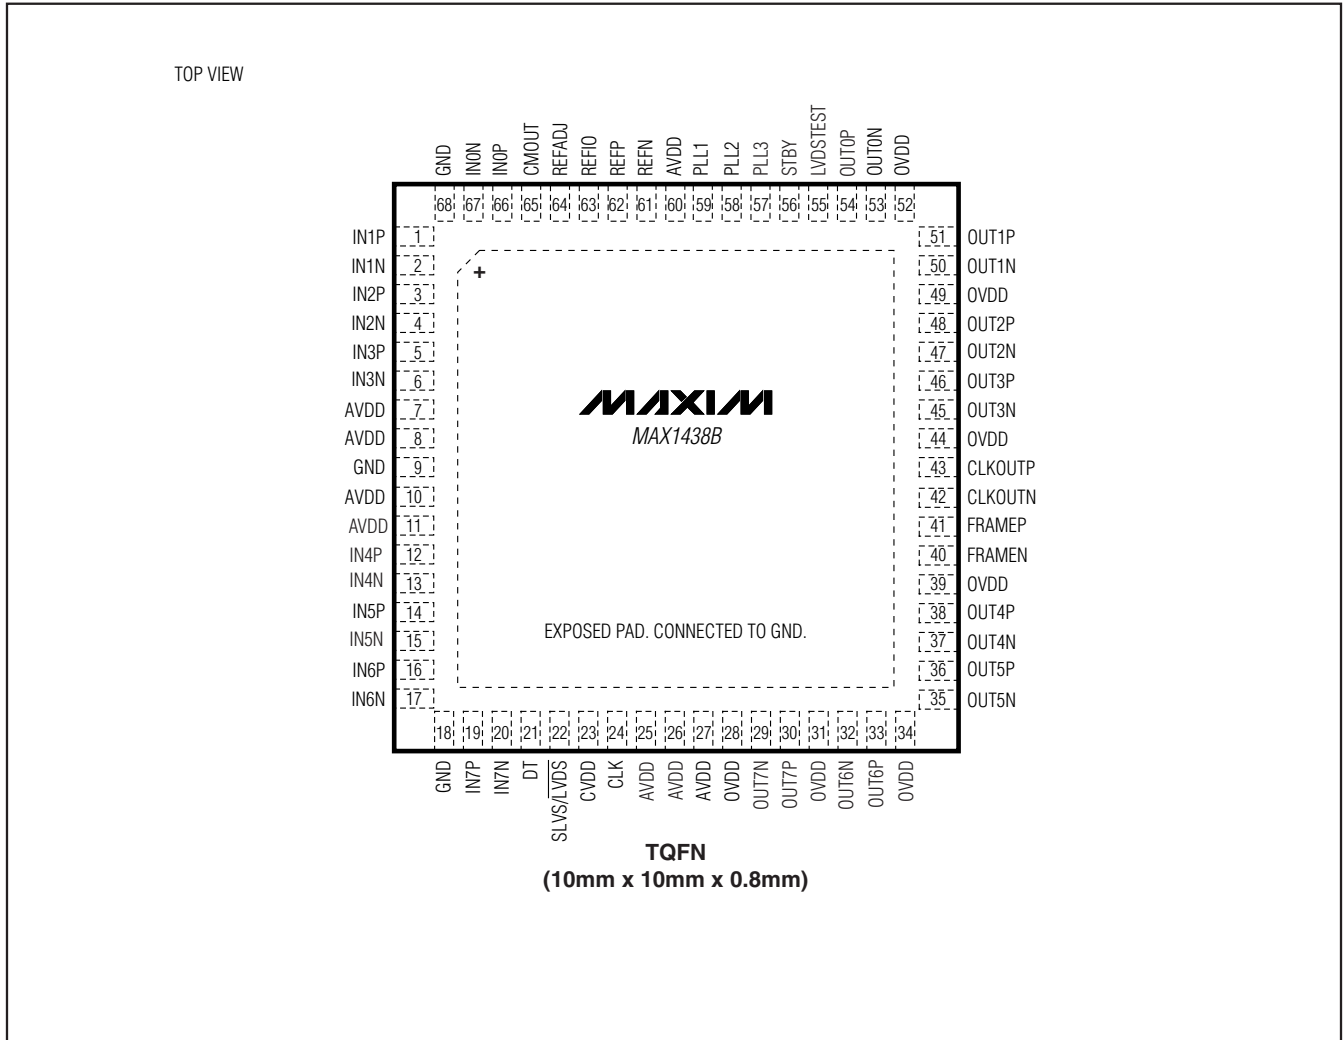 TOP VIEW
GND IN0N IN0P CMOUT REFADJ REFIO REFP REFN AVDD PLL1 PLL2 PLL3 STBY LVDSTEST OUT0P OUT0N OVDD
68 67 66 65 64 63 62 61 60 59 58 57 56 55 54 53 52
IN1P 1 51 OUT1P
IN1N 2 50 OUT1N
+
IN2P 3 49 OVDD
IN2N 4 48 OUT2P
IN3P 5 47 OUT2N
IN3N 6 46 OUT3P
MAXIM
AVDD 7 45 OUT3N
MAX1438B
AVDD 8 44 OVDD
GND 9 43 CLKOUTP
AVDD 10 42 CLKOUTN
AVDD 11 41 FRAMEP
IN4P 12 40 FRAMEN
IN4N 13 39 OVDD
IN5P 14 38 OUT4P
EXPOSED PAD. CONNECTED TO GND.
IN5N 15 37 OUT4N
IN6P 16 36 OUT5P
IN6N 17 35 OUT5N
18 19 20 21 22 23 24 25 26 27 28 29 30 31 32 33 34
GND IN7P IN7N DT SLVS/LVDS CVDD CLK AVDD AVDD AVDD OVDD OUT7N OUT7P OVDD OUT6N OUT6P OVDD
TQFN
(10mm x 10mm x 0.8mm)